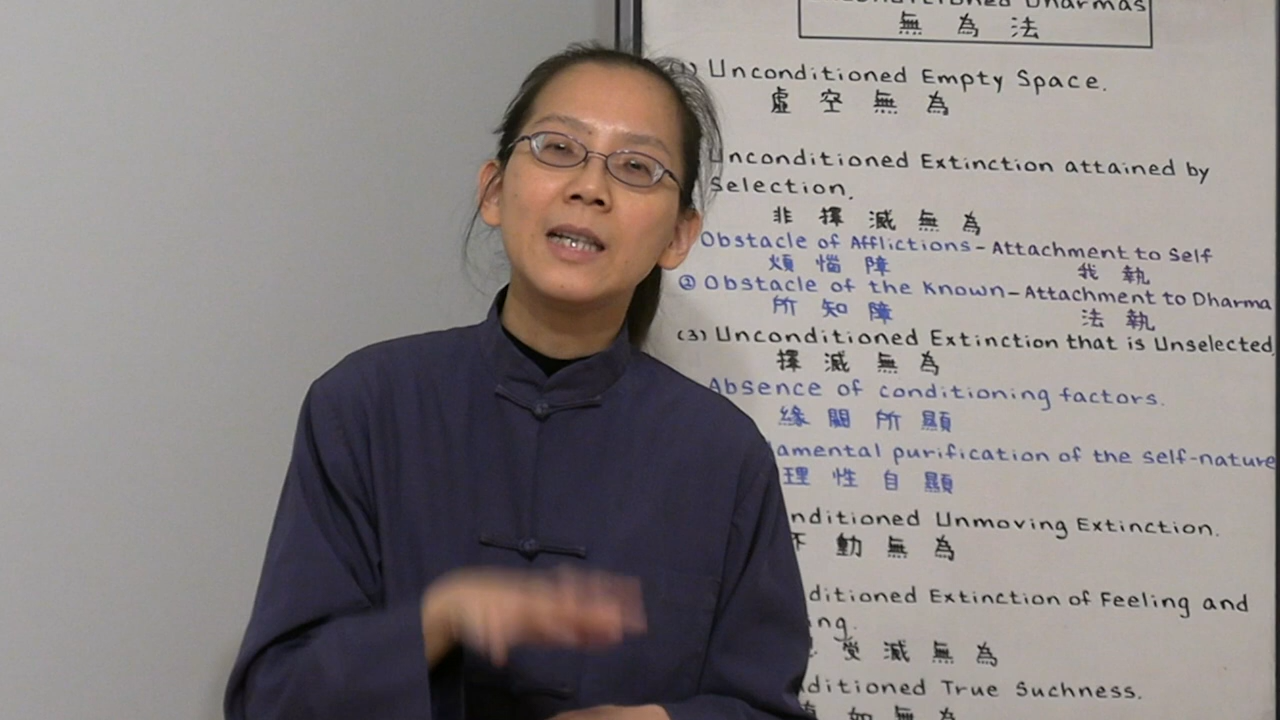 Dharmas
無 為 法
Unconditioned Empty Space.
虛 空 無 為
Unconditioned Extinction attained by
Selection.
非 擇 滅 無 為
Obstacle of Afflictions - Attachment to Self
煩 惱 障 我 執
② Obstacle of the Known - Attachment to Dharma
所 知 障 法 執
(3) Unconditioned Extinction that is Unselected
擇 滅 無 為
Absence of conditioning factors.
緣 闕 所 顯
purification of the self-nature
理 性 自 顯
Unmoving Extinction.
動 無 為
Extinction of Feeling and
受 滅 無 為
True Suchness.
如 無 為